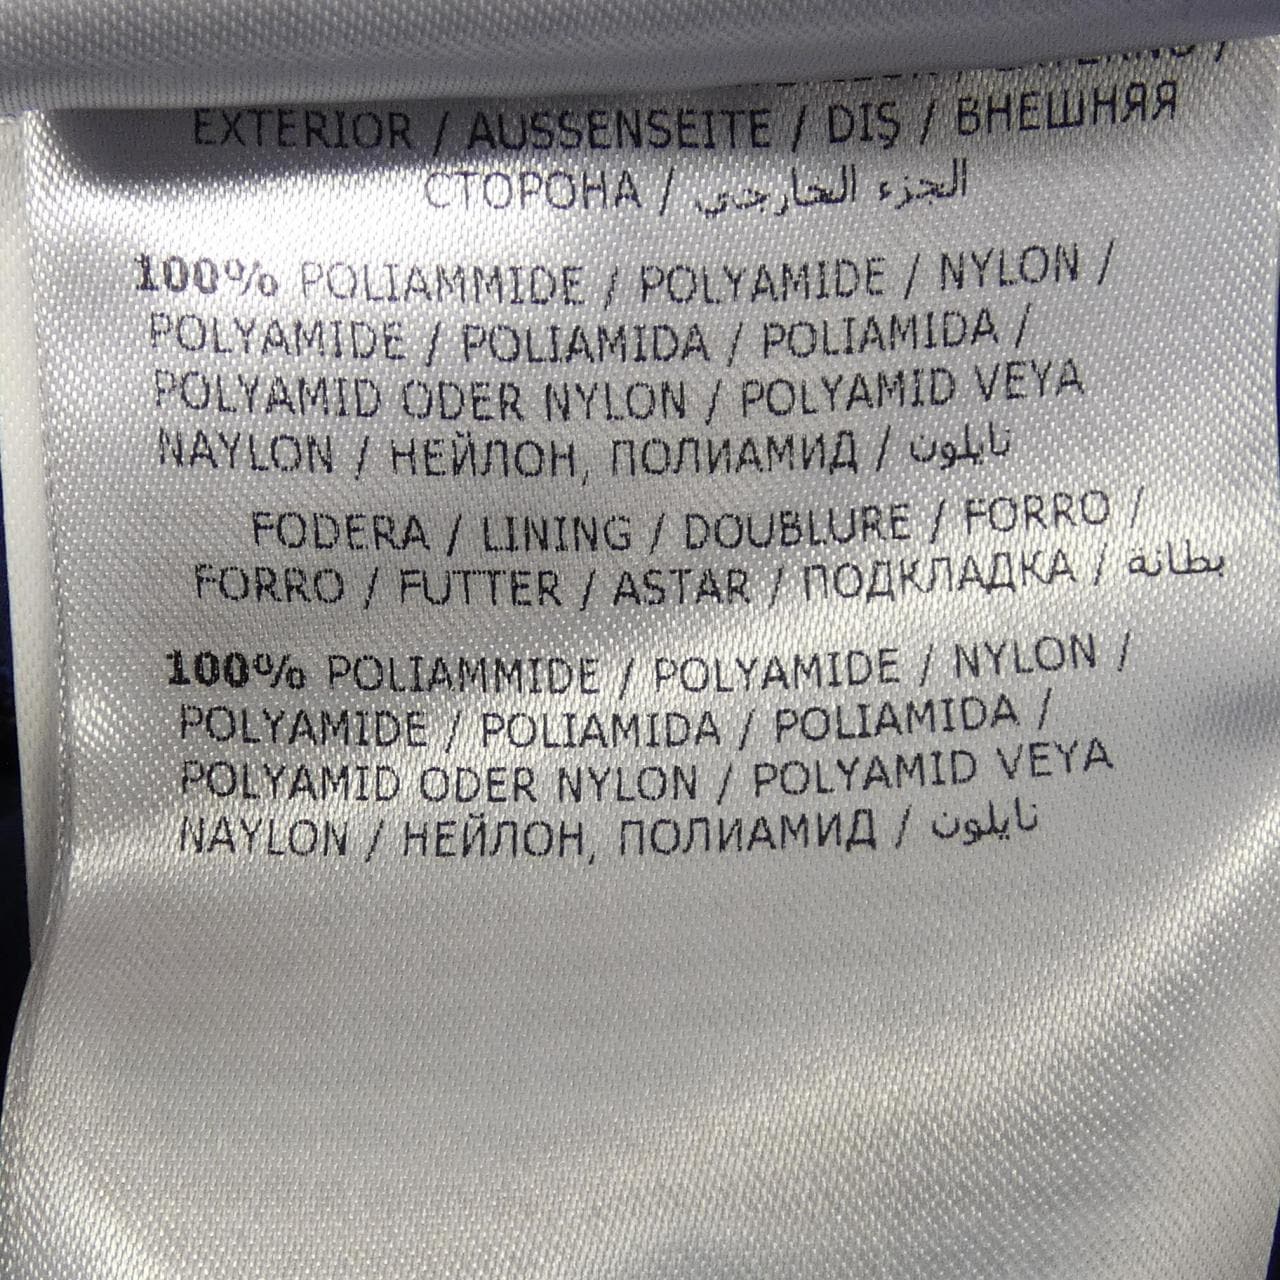 EXTERIOR / AUSSENSEITE / DIŞ / ВНЕШНЯЯ
СТОРОНА / الجزء الخارجي
100% POLIAMMIDE / POLYAMIDE / NYLON /
POLYAMIDE / POLIAMIDA / POLIAMIDA /
POLYAMID ODER NYLON / POLYAMID VEYA
NAYLON / НЕЙЛОН, ПОЛИАМИД / نايلون
FODERA / LINING / DOUBLURE / FORRO /
FORRO / FUTTER / ASTAR / ПОДКЛАДКА / بطانة
100% POLIAMMIDE / POLYAMIDE / NYLON /
POLYAMIDE / POLIAMIDA / POLIAMIDA /
POLYAMID ODER NYLON / POLYAMID VEYA
NAYLON / НЕЙЛОН, ПОЛИАМИД / نايلون